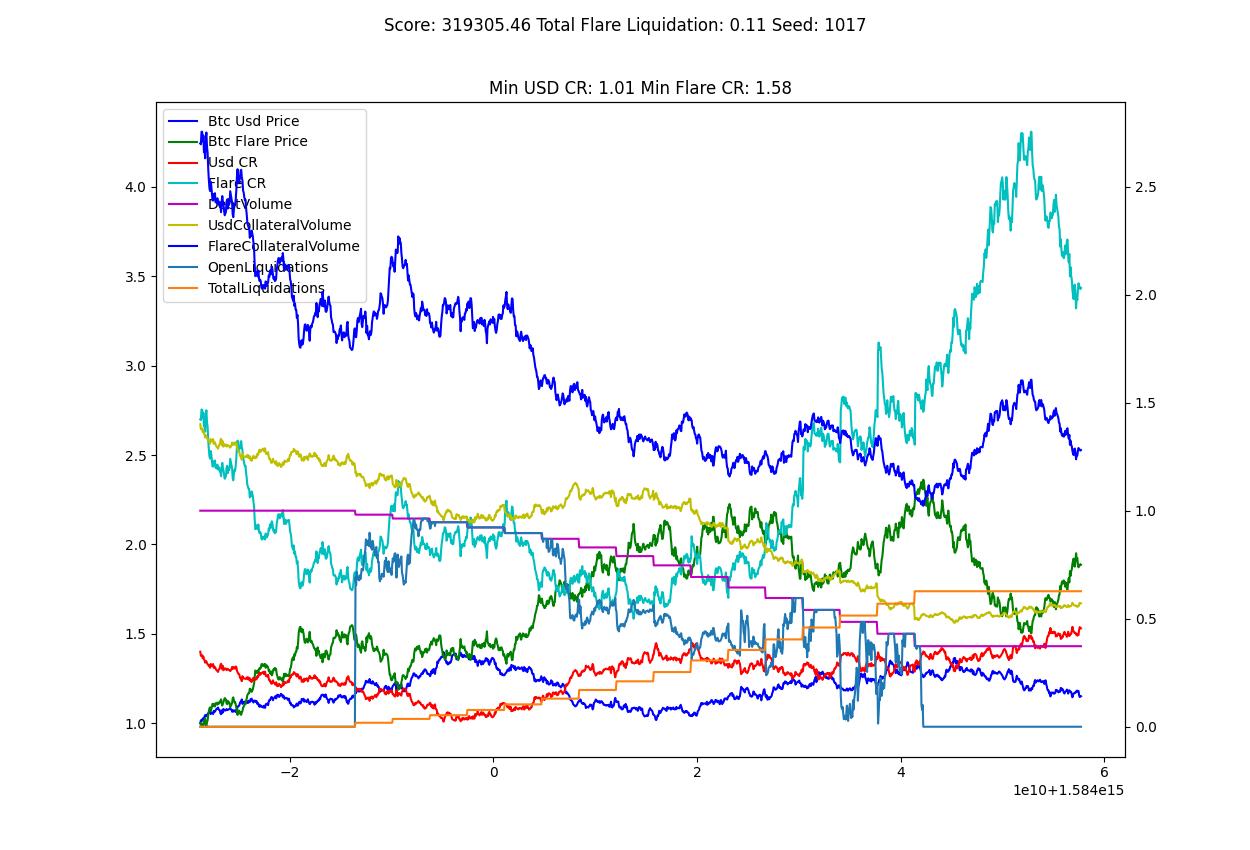 Score: 319305.46 Total Flare Liquidation: 0.11 Seed: 1017
Min USD CR: 1.01 Min Flare CR: 1.58
Btc Usd Price
Btc Flare Price
Usd CR
Flare CR
DebtVolume
UsdCollateralVolume
FlareCollateralVolume
OpenLiquidations
TotalLiquidations
4.0
3.5
3.0
2.5
2.0
1.5
1.0
2.5
2.0
1.5
1.0
0.5
0.0
−2
0
2
4
6
1e10+1.584e15